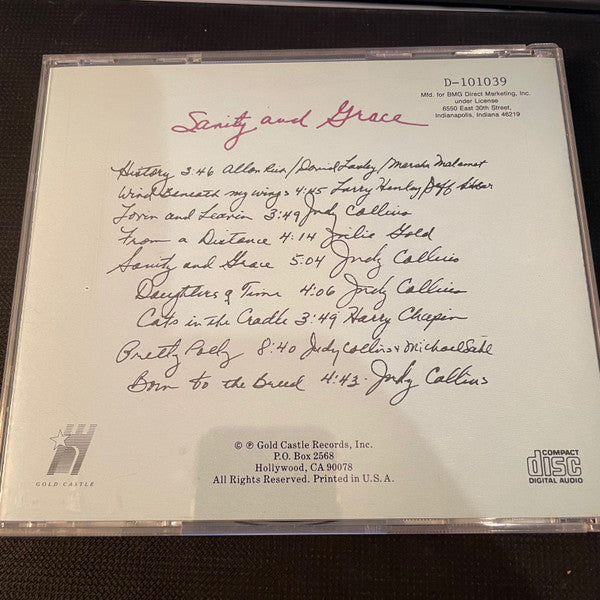 D-101039
Mfd. for BMG Direct Marketing, Inc.
under License
6550 East 30th Street,
Indianapolis, Indiana 46219
Sanity and Grace
History 3:46 Allan Rich/David Lasley/Marsha Malamet
Wind Beneath my wings 4:45 Larry Henley Jeff
Lovin and Leavin 3:49 Judy Collins
From a Distance 4:14 Julie Gold
Sanity and Grace 5:04 Judy Collins
Daughters of Time 4:06 Judy Collins
Cats in the Cradle 3:49 Harry Chapin
Pretty Polly 8:40 Judy Collins & Michael Sahl
Born to the Breed 4:43 Judy Collins
GOLD CASTLE
© ℗ Gold Castle Records, Inc.
P.O. Box 2568
Hollywood, CA 90078
All Rights Reserved. Printed in U.S.A.
COMPACT
disc
DIGITAL AUDIO